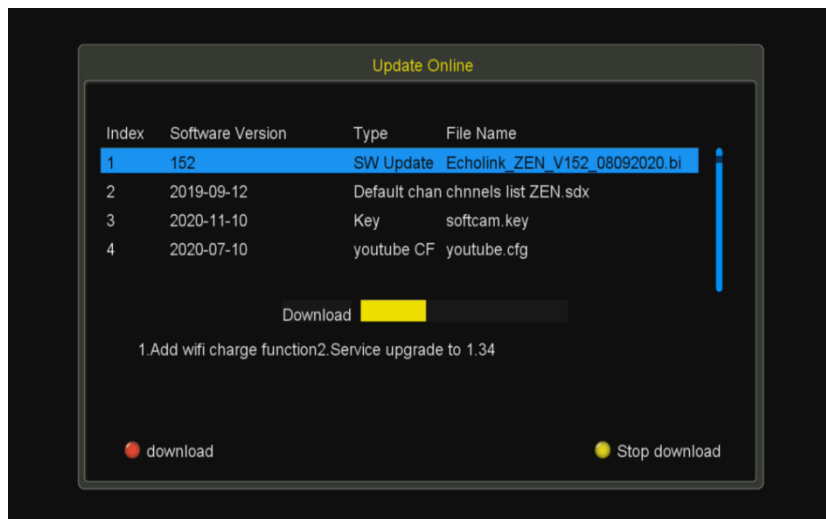 Update Online
Index Software Version Type File Name
1 152 SW Update Echolink_ZEN_V152_08092020.bi
2 2019-09-12 Default chan chnnels list ZEN.sdx
3 2020-11-10 Key softcam.key
4 2020-07-10 youtube CF youtube.cfg
Download
1.Add wifi charge function2.Service upgrade to 1.34
download Stop download